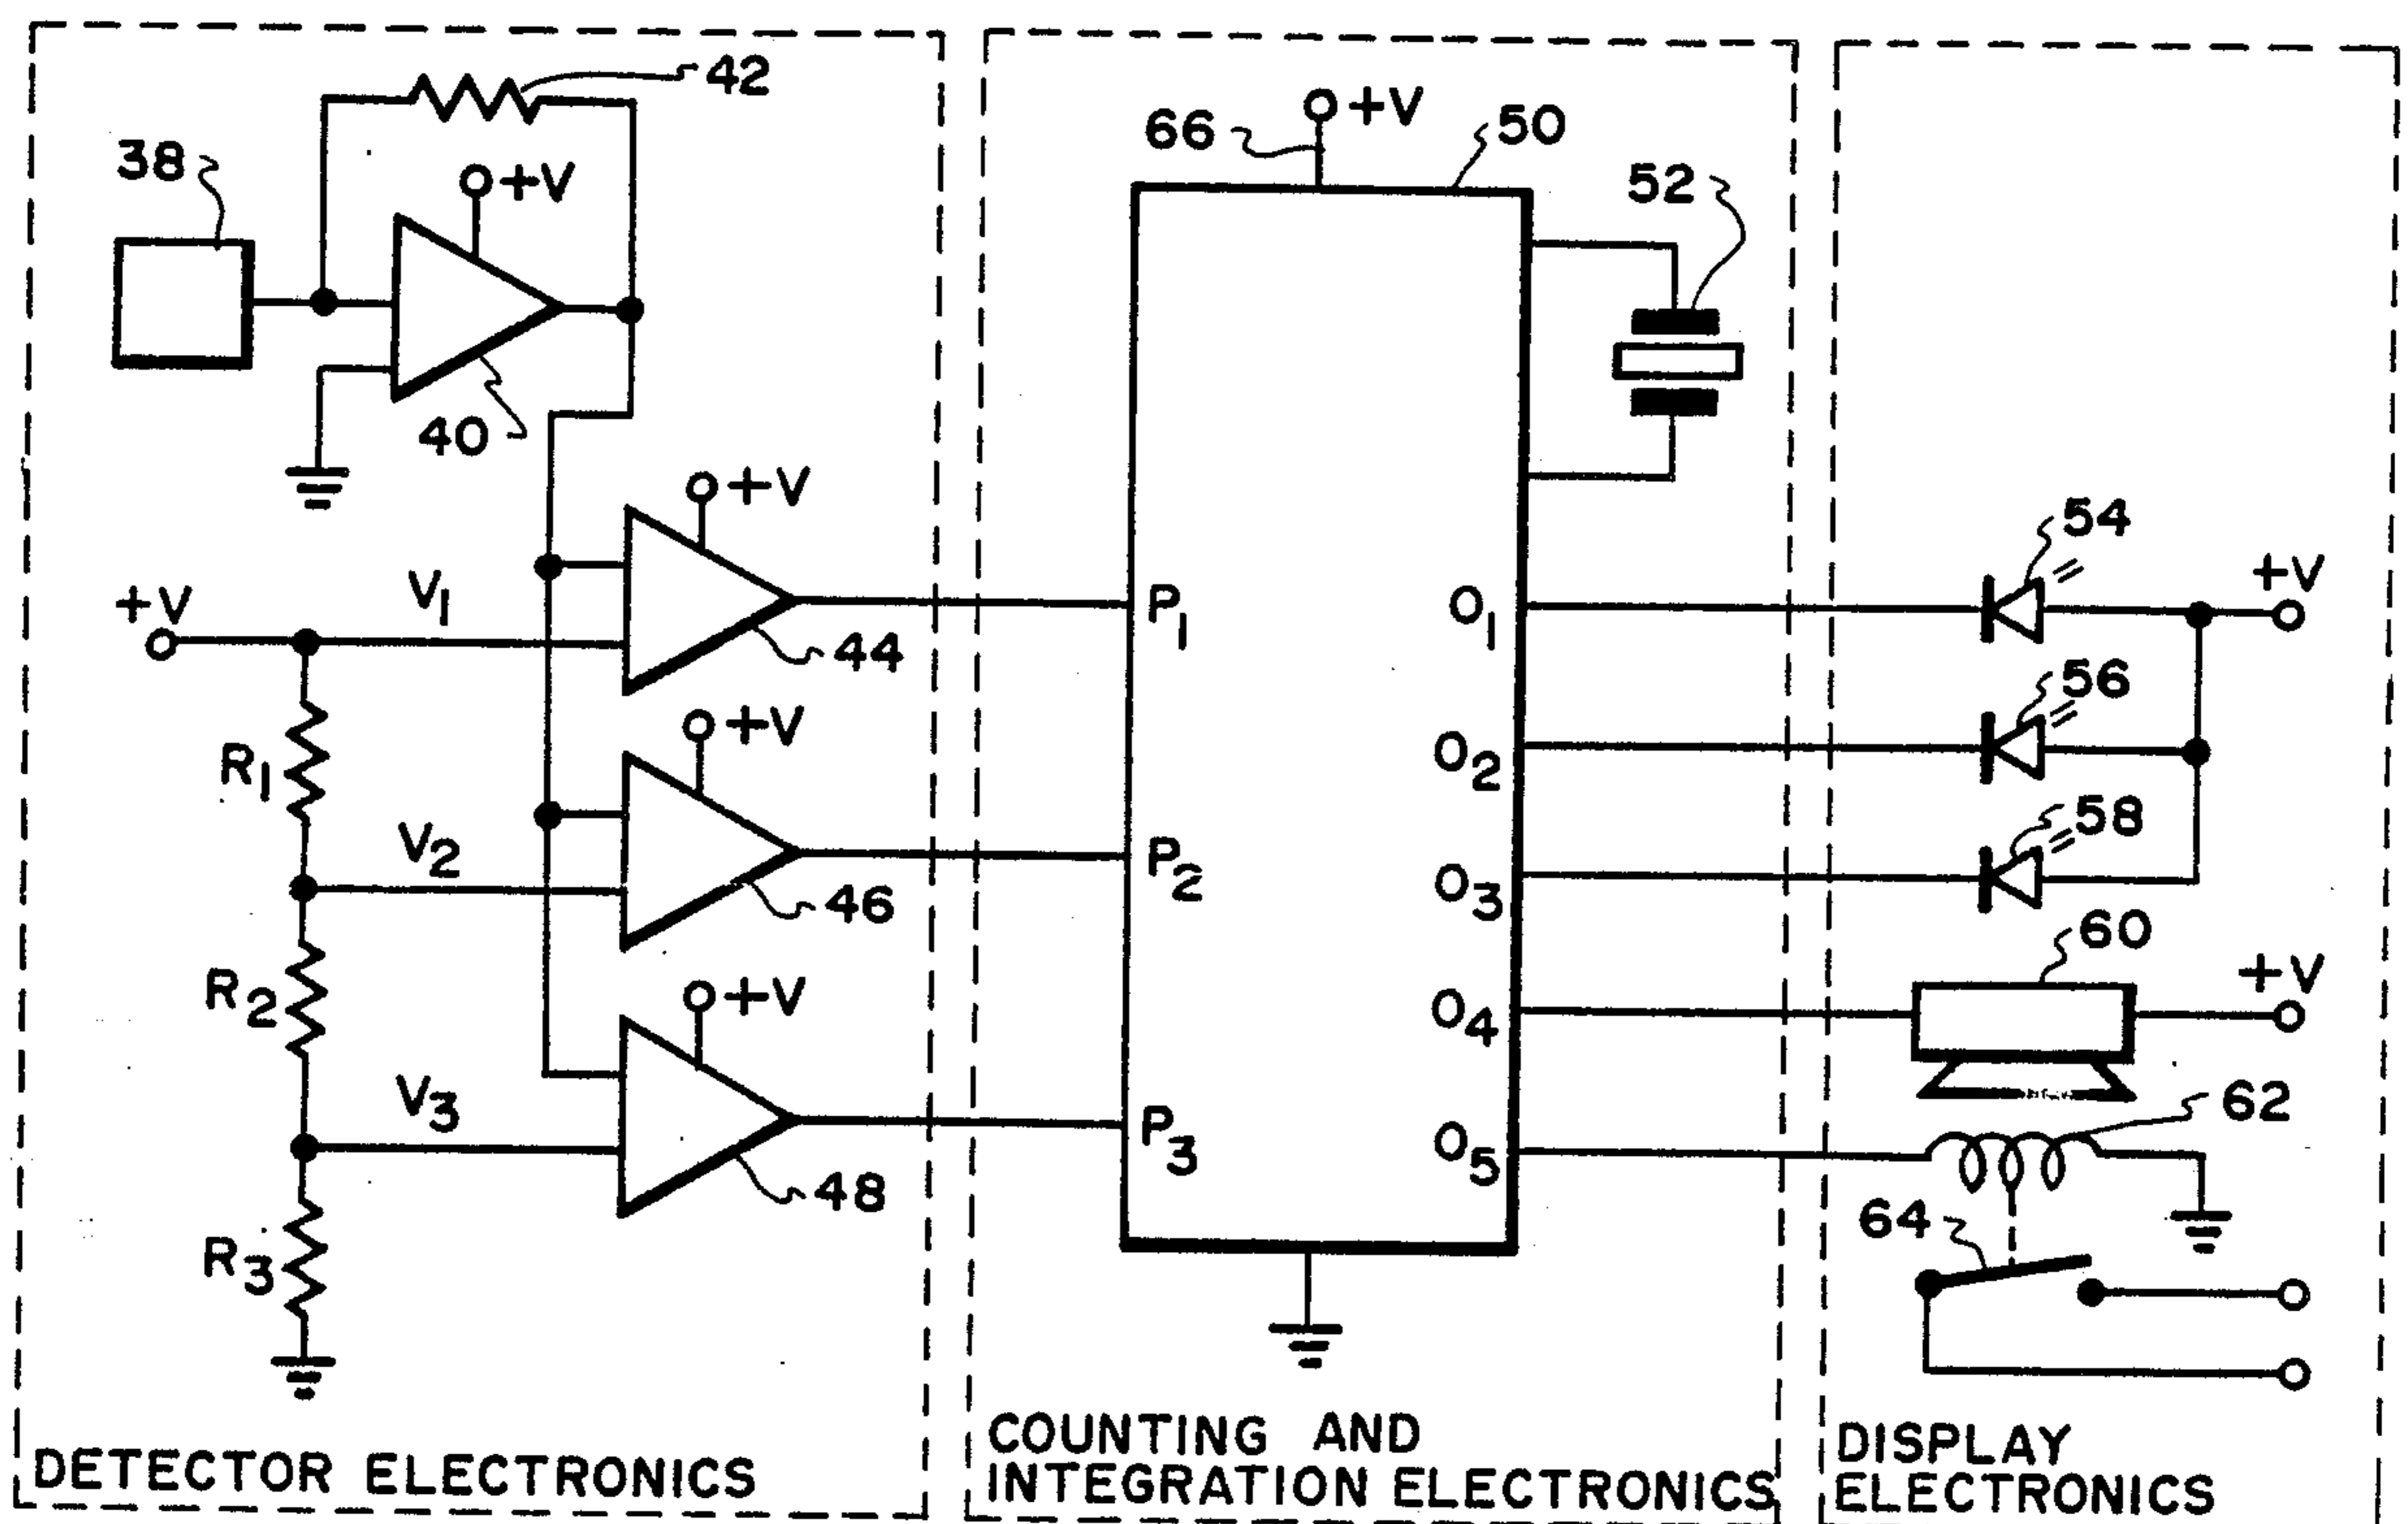 42
38
+V
40
+V
V1
+V
44
R1
+V
V2
46
R2
+V
V3
48
R3
DETECTOR ELECTRONICS
66
+V
50
52
P1
O1
P2
O2
O3
O4
P3
O5
COUNTING AND
INTEGRATION ELECTRONICS
54
+V
56
58
60
+V
62
64
DISPLAY
ELECTRONICS